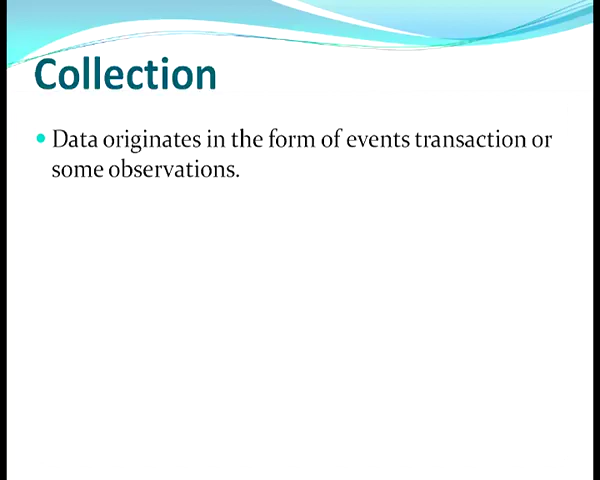 Collection
Data originates in the form of events transaction or
some observations.